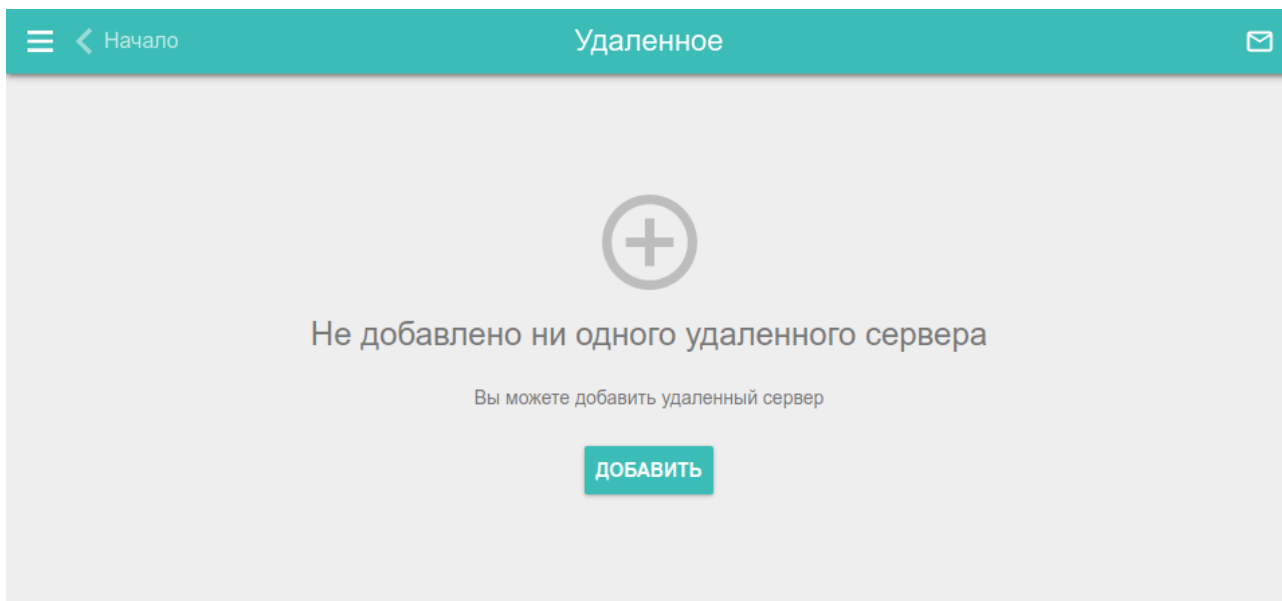 Начало
Удаленное
Не добавлено ни одного удаленного сервера
Вы можете добавить удаленный сервер
ДОБАВИТЬ